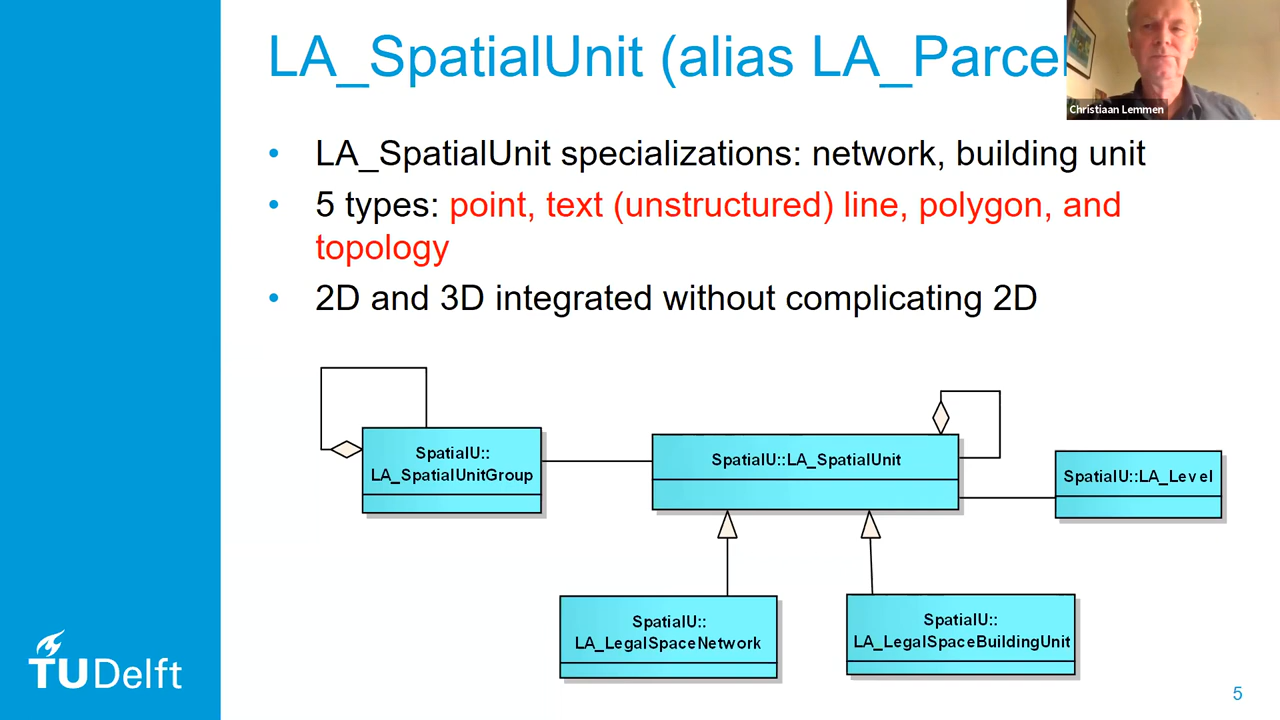 LA_SpatialUnit (alias LA_Parcel
Christiaan Lemmen
• LA_SpatialUnit specializations: network, building unit
• 5 types: point, text (unstructured) line, polygon, and
topology
• 2D and 3D integrated without complicating 2D
SpatialU::
LA_SpatialUnitGroup
SpatialU::LA_SpatialUnit
SpatialU::LA_Level
SpatialU::
LA_LegalSpaceNetwork
SpatialU::
LA_LegalSpaceBuildingUnit
TUDelft
5